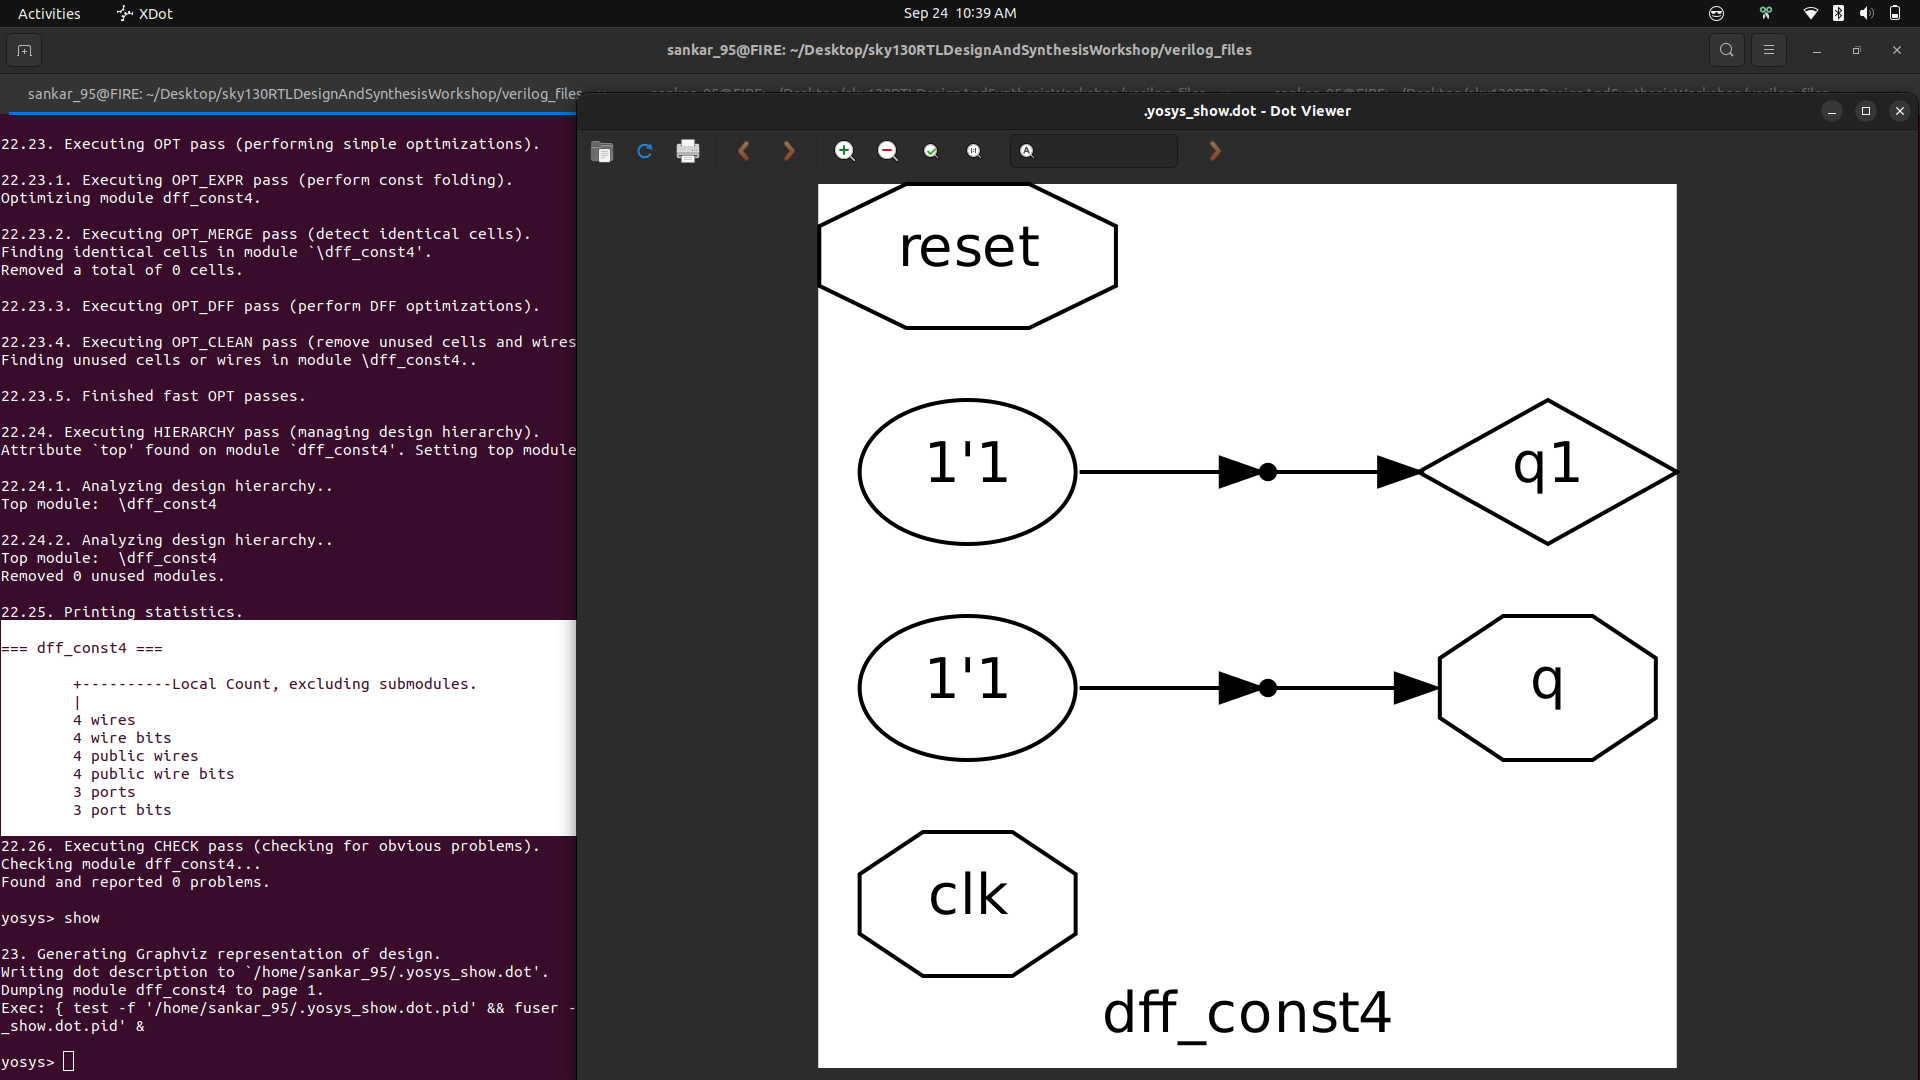 Activities
XDot
Sep 24 10:39 AM
sankar_95@FIRE: ~/Desktop/sky130RTLDesignAndSynthesisWorkshop/verilog_files
sankar_95@FIRE: ~/Desktop/sky130RTLDesignAndSynthesisWorkshop/verilog_files
.yosys_show.dot - Dot Viewer
22.23. Executing OPT pass (performing simple optimizations).
22.23.1. Executing OPT_EXPR pass (perform const folding).
Optimizing module dff_const4.
22.23.2. Executing OPT_MERGE pass (detect identical cells).
Finding identical cells in module `\dff_const4'.
Removed a total of 0 cells.
22.23.3. Executing OPT_DFF pass (perform DFF optimizations).
22.23.4. Executing OPT_CLEAN pass (remove unused cells and wires
Finding unused cells or wires in module \dff_const4..
22.23.5. Finished fast OPT passes.
22.24. Executing HIERARCHY pass (managing design hierarchy).
Attribute `top' found on module `dff_const4'. Setting top module
22.24.1. Analyzing design hierarchy..
Top module:  \dff_const4
22.24.2. Analyzing design hierarchy..
Top module:  \dff_const4
Removed 0 unused modules.
22.25. Printing statistics.
=== dff_const4 ===
+----------Local Count, excluding submodules.
|
4 wires
4 wire bits
4 public wires
4 public wire bits
3 ports
3 port bits
22.26. Executing CHECK pass (checking for obvious problems).
Checking module dff_const4...
Found and reported 0 problems.
yosys> show
23. Generating Graphviz representation of design.
Writing dot description to `/home/sankar_95/.yosys_show.dot'.
Dumping module dff_const4 to page 1.
Exec: { test -f '/home/sankar_95/.yosys_show.dot.pid' && fuser -
_show.dot.pid' &
yosys>
reset
1'1
q1
1'1
q
clk
dff_const4